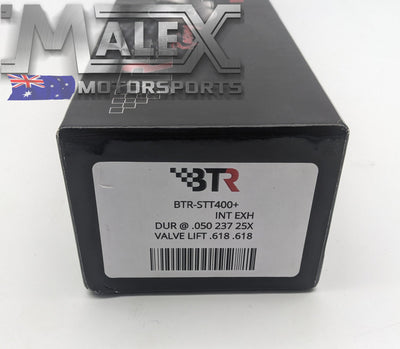 MALEX
MOTORSPORTS
BTR
BTR-STT400+
INT EXH
DUR @ .050 237 25X
VALVE LIFT .618 .618